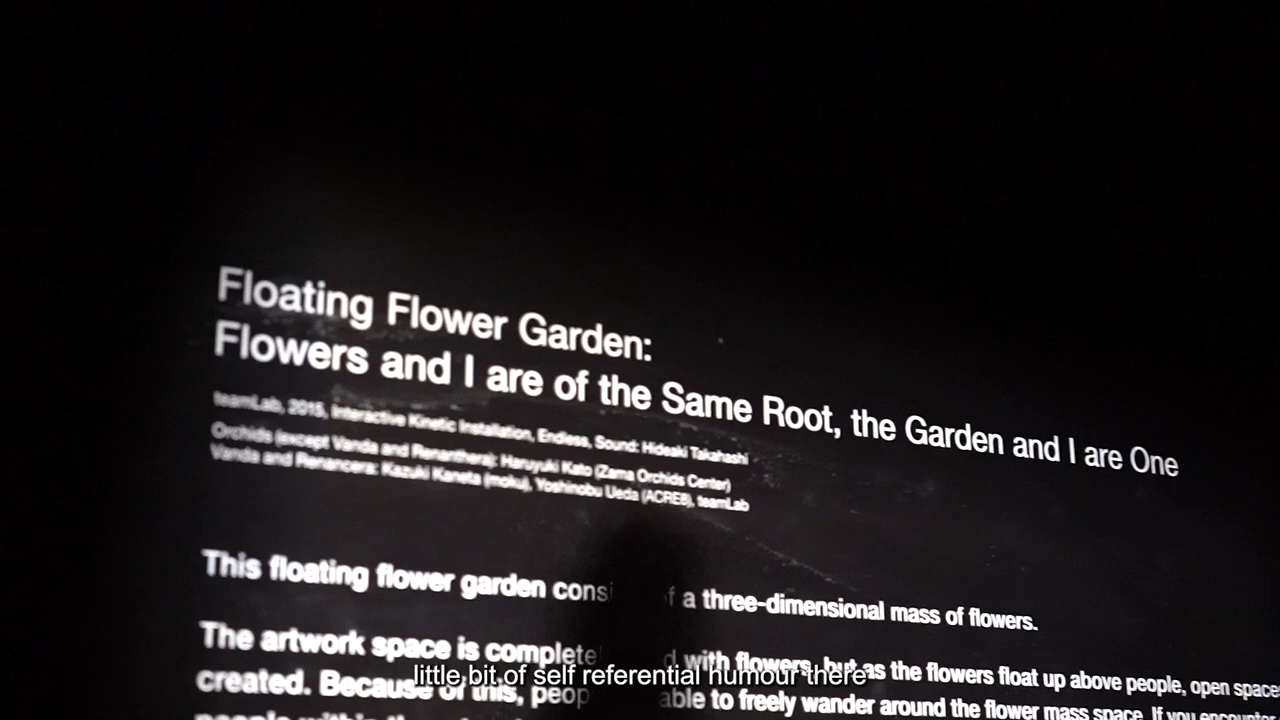 Floating Flower Garden:
Flowers and I are of the Same Root, the Garden and I are One
teamLab, 2015, Interactive Kinetic Installation, Endless, Sound: Hideaki Takahashi
Orchids (except Vanda and Renanthera): Haruyuki Kato (Zama Orchids Center)
Vanda and Renancera: Kazuki Kaneta (moku), Yoshinobu Ueda (ACRE8), teamLab
This floating flower garden consi f a three-dimensional mass of flowers.
The artwork space is complete d with flowers, but as the flowers float up above people, open space
created. Because of this, peop able to freely wander around the flower mass space. If you encounter
little bit of self referential humour there